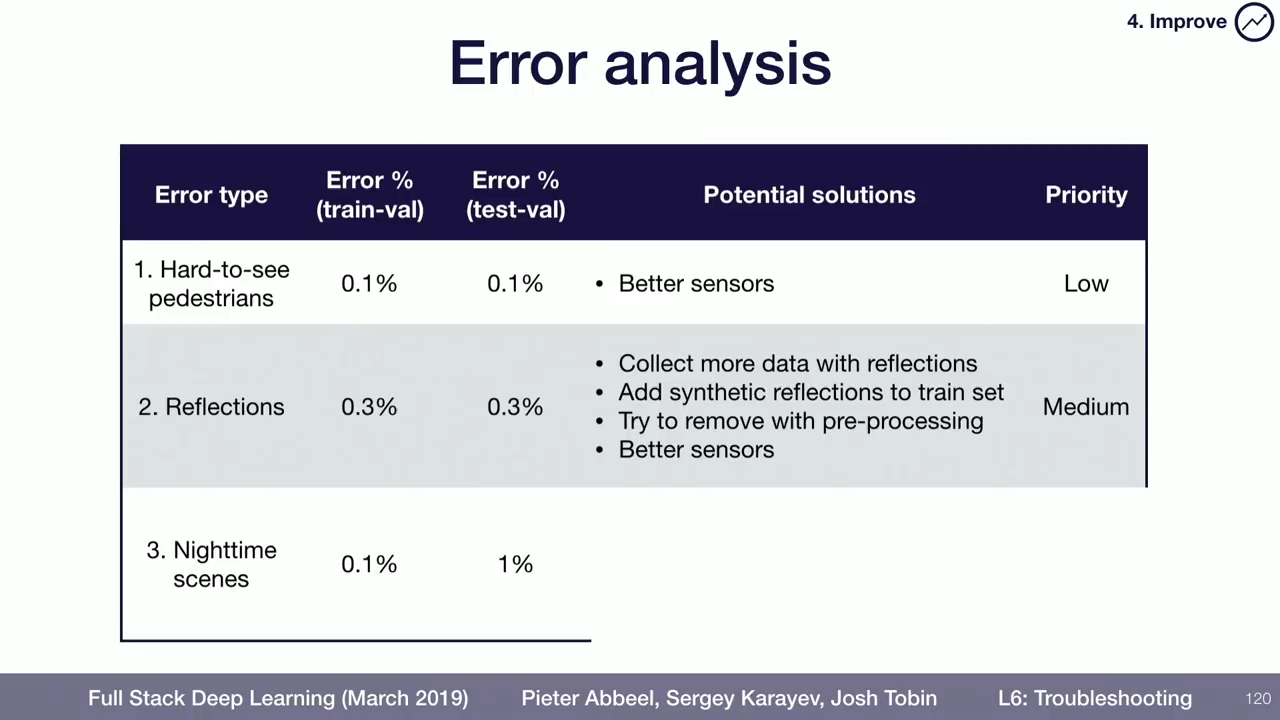 4. Improve
Error analysis
Error type
Error %
(train-val)
Error %
(test-val)
Potential solutions
Priority
1. Hard-to-see
pedestrians
0.1%
0.1%
• Better sensors
Low
2. Reflections
0.3%
0.3%
• Collect more data with reflections
• Add synthetic reflections to train set
• Try to remove with pre-processing
• Better sensors
Medium
3. Nighttime
scenes
0.1%
1%
Full Stack Deep Learning (March 2019)
Pieter Abbeel, Sergey Karayev, Josh Tobin
L6: Troubleshooting
120